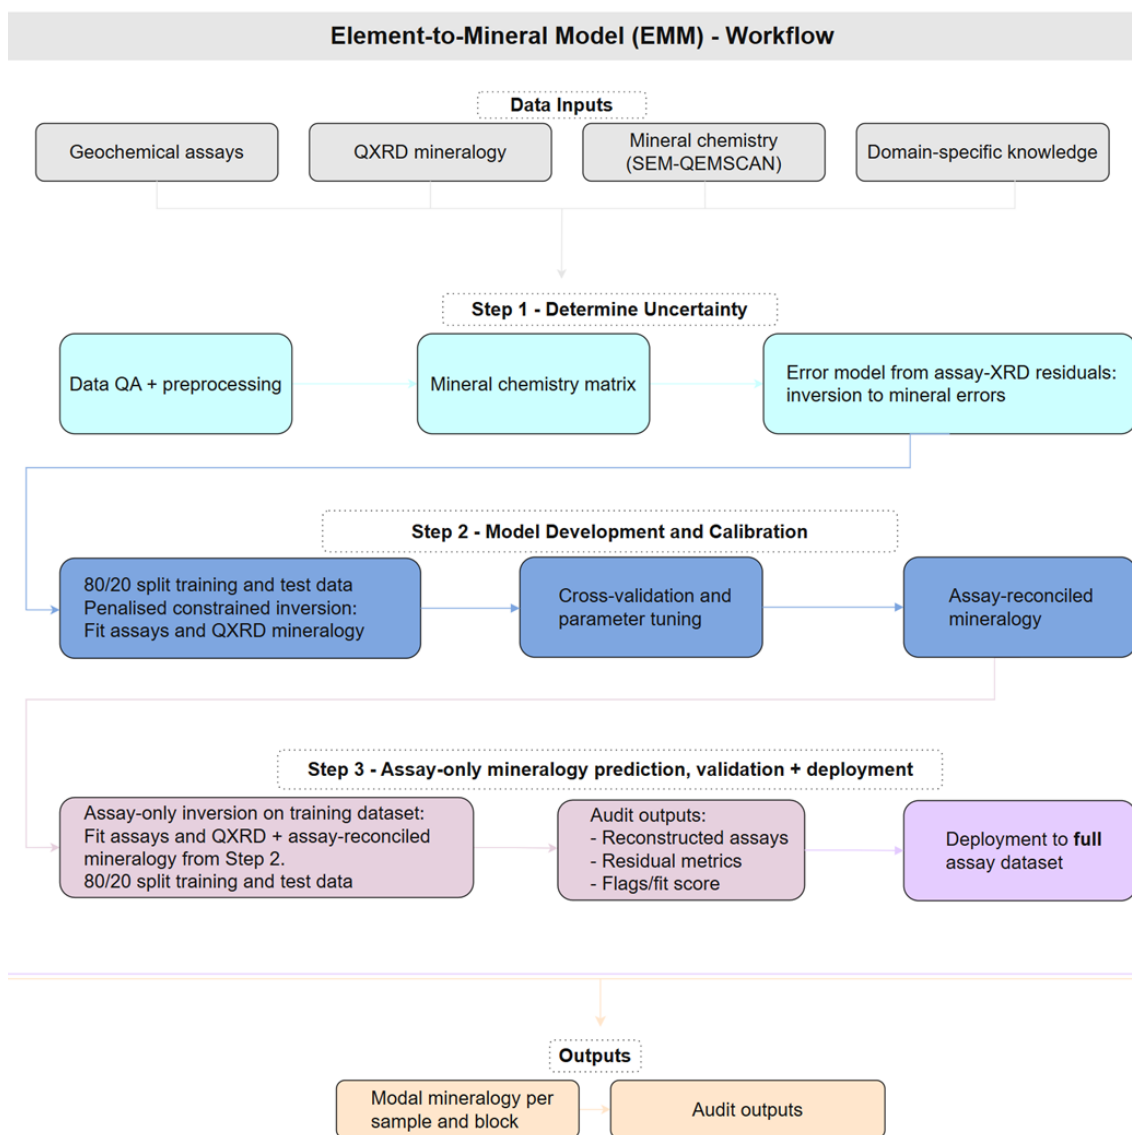 Element-to-Mineral Model (EMM) - Workflow
Data Inputs
Geochemical assays
QXRD mineralogy
Mineral chemistry
(SEM-QEMSCAN)
Domain-specific knowledge
Step 1 - Determine Uncertainty
Data QA + preprocessing
Mineral chemistry matrix
Error model from assay-XRD residuals:
inversion to mineral errors
Step 2 - Model Development and Calibration
80/20 split training and test data
Penalised constrained inversion:
Fit assays and QXRD mineralogy
Cross-validation and
parameter tuning
Assay-reconciled
mineralogy
Step 3 - Assay-only mineralogy prediction, validation + deployment
Assay-only inversion on training dataset:
Fit assays and QXRD + assay-reconciled
mineralogy from Step 2.
80/20 split training and test data
Audit outputs:
- Reconstructed assays
- Residual metrics
- Flags/fit score
Deployment to full
assay dataset
Outputs
Modal mineralogy per
sample and block
Audit outputs